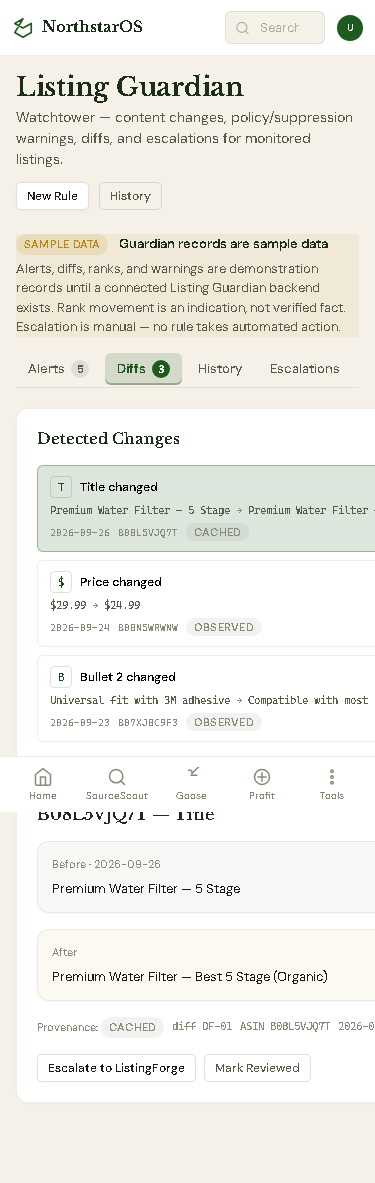 NorthstarOS
Search
U
Listing Guardian
Watchtower — content changes, policy/suppression
warnings, diffs, and escalations for monitored
listings.
New Rule
History
SAMPLE DATA Guardian records are sample data
Alerts, diffs, ranks, and warnings are demonstration
records until a connected Listing Guardian backend
exists. Rank movement is an indication, not verified fact.
Escalation is manual — no rule takes automated action.
Alerts 5
Diffs 3
History
Escalations
Detected Changes
T Title changed
Premium Water Filter — 5 Stage → Premium Water Filter
2026-09-26 B08L5VJQ7T CACHED
$ Price changed
$29.99 → $24.99
2026-09-24 B08N5WRWNW OBSERVED
B Bullet 2 changed
Universal fit with 3M adhesive → Compatible with most
2026-09-23 B07XJ8C9F3 OBSERVED
Home
SourceScout
Goose
Profit
Tools
B08L5VJQ7T — Title
Before · 2026-09-26
Premium Water Filter — 5 Stage
After
Premium Water Filter — Best 5 Stage (Organic)
Provenance: CACHED diff DF-01 ASIN B08L5VJQ7T 2026-0
Escalate to ListingForge
Mark Reviewed